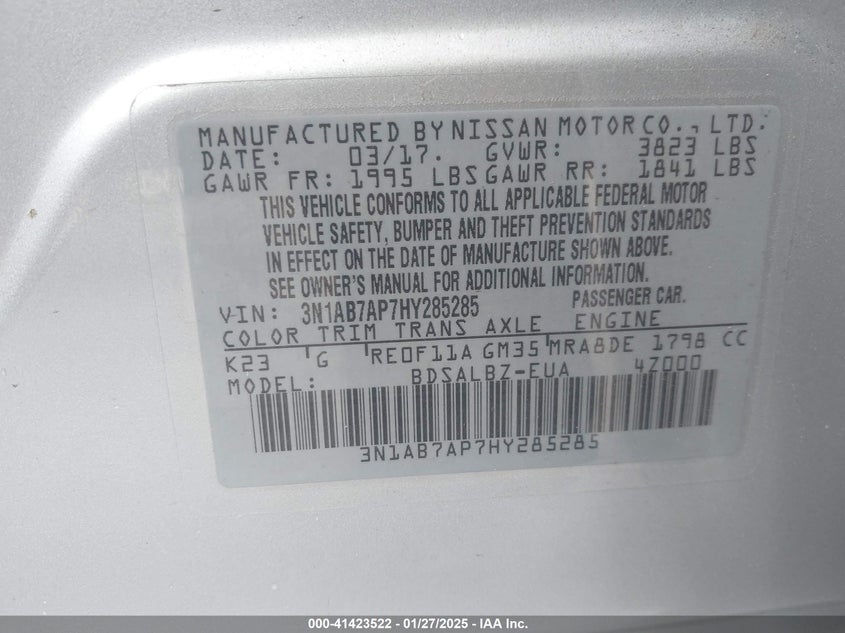 MANUFACTURED BY NISSAN MOTOR CO., LTD.
DATE: 03/17. GVWR: 3823 LBS
GAWR FR: 1995 LBS GAWR RR: 1841 LBS
THIS VEHICLE CONFORMS TO ALL APPLICABLE FEDERAL MOTOR
VEHICLE SAFETY, BUMPER AND THEFT PREVENTION STANDARDS
IN EFFECT ON THE DATE OF MANUFACTURE SHOWN ABOVE.
SEE OWNER'S MANUAL FOR ADDITIONAL INFORMATION.
VIN: 3N1AB7AP7HY285285 PASSENGER CAR.
COLOR TRIM TRANS AXLE ENGINE
K23 G RE0F11A GM35 MRA8DE 1798 CC
MODEL: BDSALBZ-EUA 4Z000
3N1AB7AP7HY285285
000-41423522 - 01/27/2025 - IAA Inc.